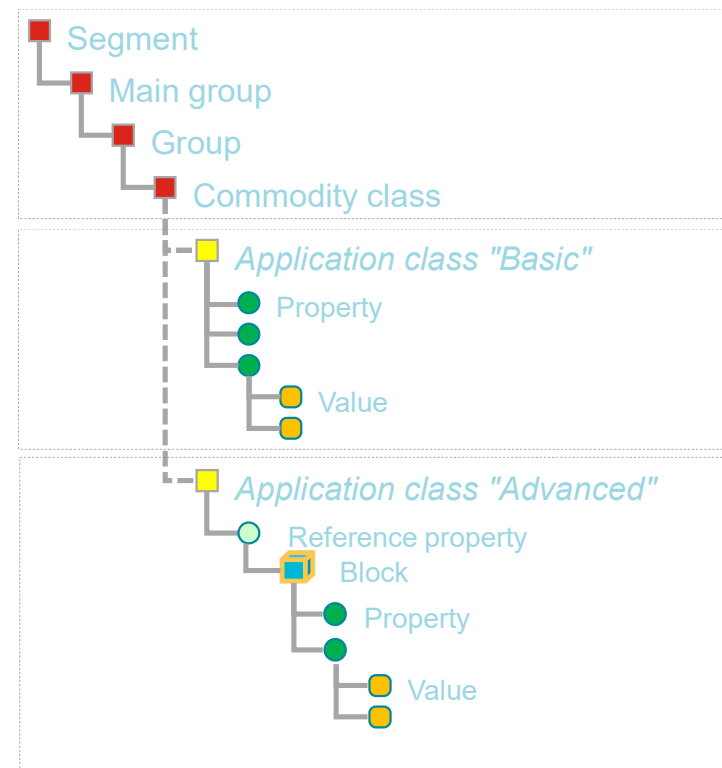 Segment
Main group
Group
Commodity class
Application class "Basic"
Property
Value
Application class "Advanced"
Reference property
Block
Property
Value